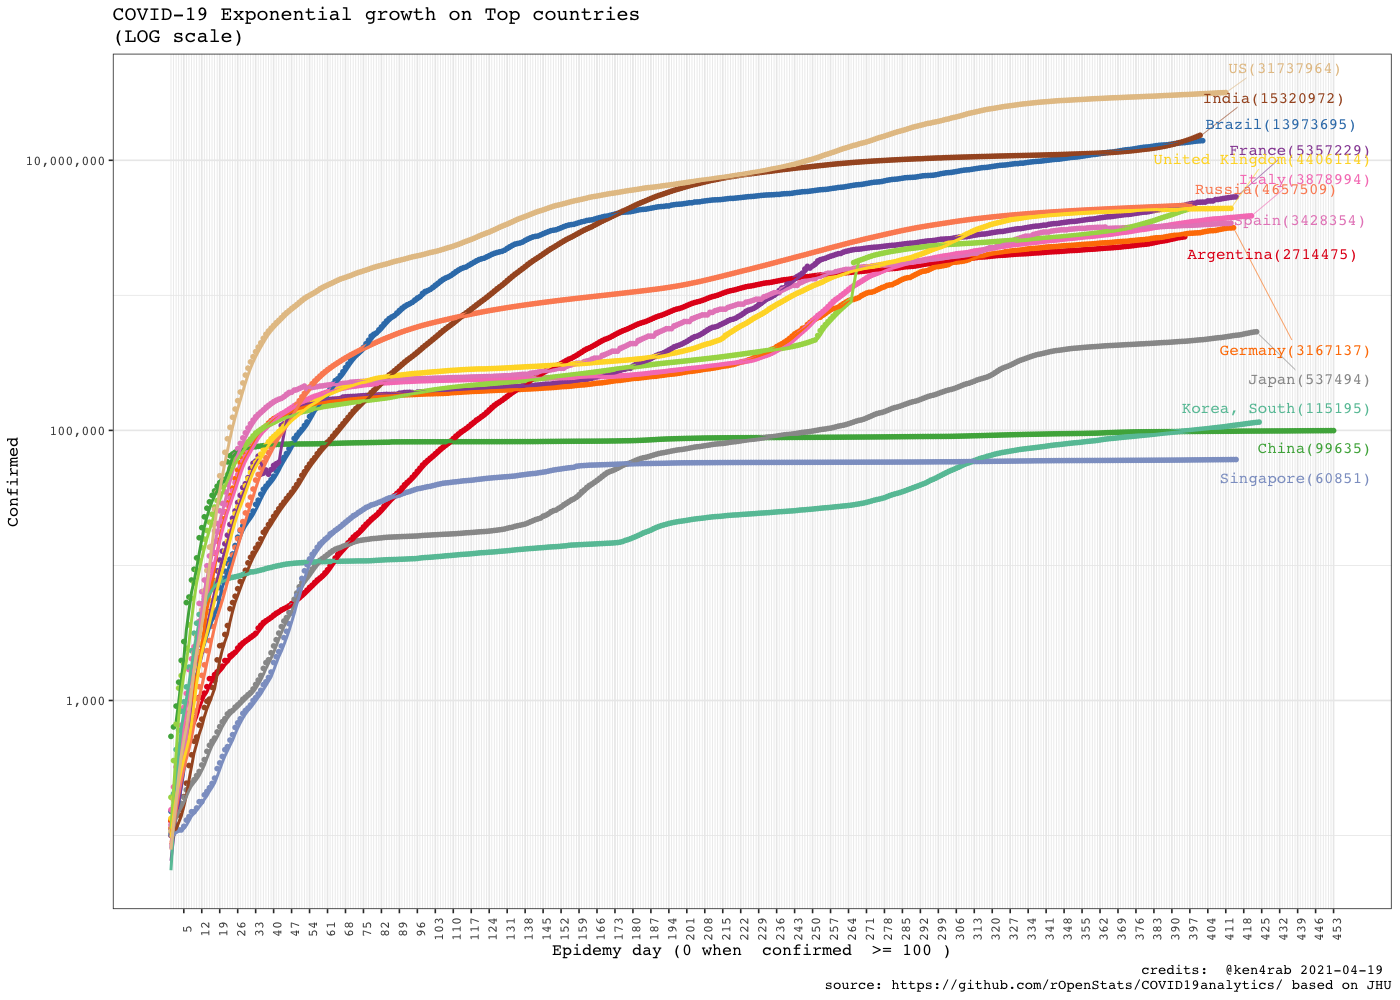 COVID-19 Exponential growth on Top countries
(LOG scale)
US(31737964)
India(15320972)
Brazil(13973695)
France(5357229)
United Kingdom(4406114)
Italy(3878994)
Russia(4657509)
Spain(3428354)
Argentina(2714475)
Germany(3167137)
Japan(537494)
Korea, South(115195)
China(99635)
Singapore(60851)
Confirmed
10,000,000
100,000
1,000
5 12 19 26 33 40 47 54 61 68 75 82 89 96 103 110 117 124 131 138 145 152 159 166 173 180 187 194 201 208 215 222 229 236 243 250 257 264 271 278 285 292 299 306 313 320 327 334 341 348 355 362 369 376 383 390 397 404 411 418 425 432 439 446 453
Epidemy day (0 when  confirmed  >= 100 )
credits:  @ken4rab 2021-04-19
source: https://github.com/rOpenStats/COVID19analytics/ based on JHU